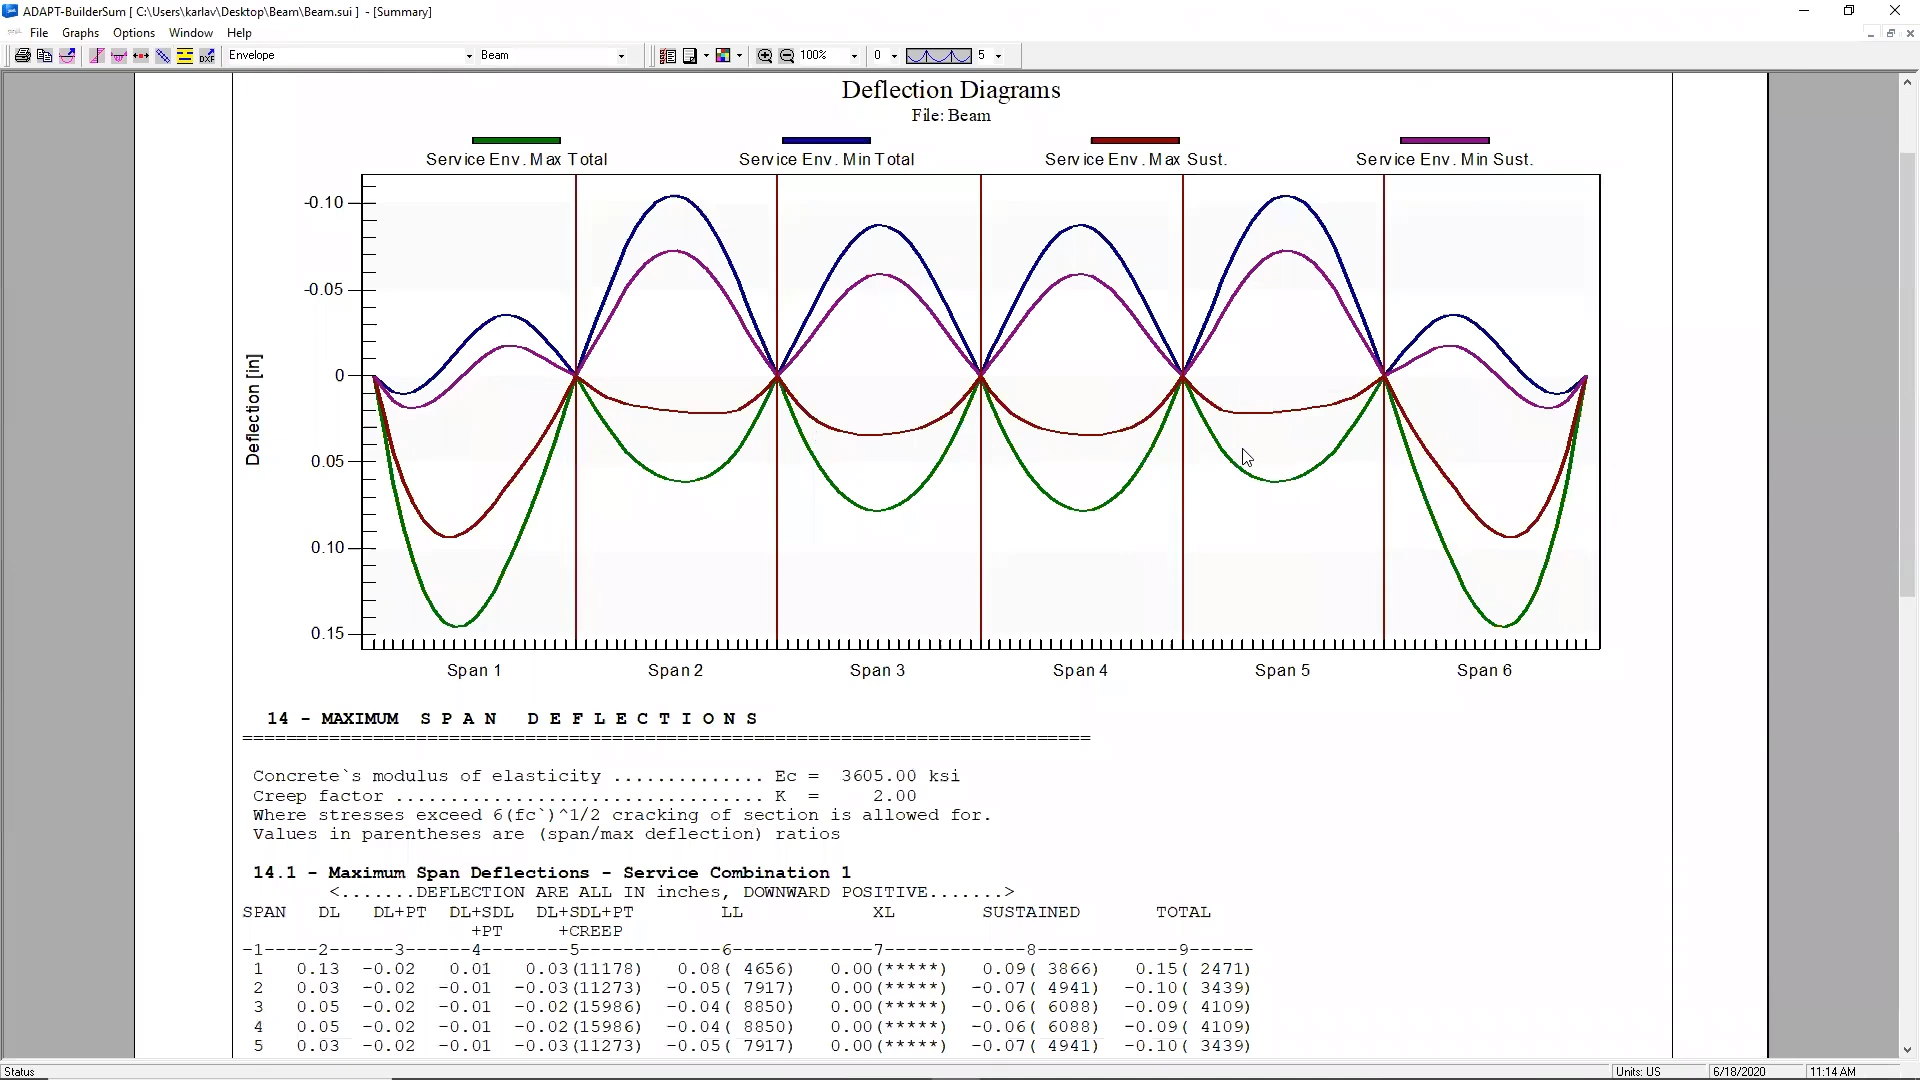 ADAPT-BuilderSum [ C:\Users\karlav\Desktop\Beam\Beam.sui ]  - [Summary]
File  Graphs  Options  Window  Help
DXF  Envelope  Beam  100%  0  5
Deflection Diagrams
File: Beam
Service Env. Max Total  Service Env. Min Total  Service Env. Max Sust.  Service Env. Min Sust.
-0.10
-0.05
0
0.05
0.10
0.15
Deflection [in]
Span 1  Span 2  Span 3  Span 4  Span 5  Span 6
14 - MAXIMUM  S P A N   D E F L E C T I O N S
==============================================================================
Concrete`s modulus of elasticity .............. Ec =  3605.00 ksi
Creep factor .................................. K  =     2.00
Where stresses exceed 6(fc`)^1/2 cracking of section is allowed for.
Values in parentheses are (span/max deflection) ratios
14.1 - Maximum Span Deflections - Service Combination 1
<.......DEFLECTION ARE ALL IN inches, DOWNWARD POSITIVE.......>
SPAN   DL   DL+PT  DL+SDL  DL+SDL+PT        LL            XL        SUSTAINED       TOTAL
+PT     +CREEP
-1-----2------3------4--------5-------------6-------------7-------------8-------------9------
1   0.13  -0.02   0.01   0.03(11178)   0.08( 4656)   0.00(*****)   0.09( 3866)   0.15( 2471)
2   0.03  -0.02  -0.01  -0.03(11273)  -0.05( 7917)   0.00(*****)  -0.07( 4941)  -0.10( 3439)
3   0.05  -0.02  -0.01  -0.02(15986)  -0.04( 8850)   0.00(*****)  -0.06( 6088)  -0.09( 4109)
4   0.05  -0.02  -0.01  -0.02(15986)  -0.04( 8850)   0.00(*****)  -0.06( 6088)  -0.09( 4109)
5   0.03  -0.02  -0.01  -0.03(11273)  -0.05( 7917)   0.00(*****)  -0.07( 4941)  -0.10( 3439)
Status  Units: US  6/18/2020  11:14 AM